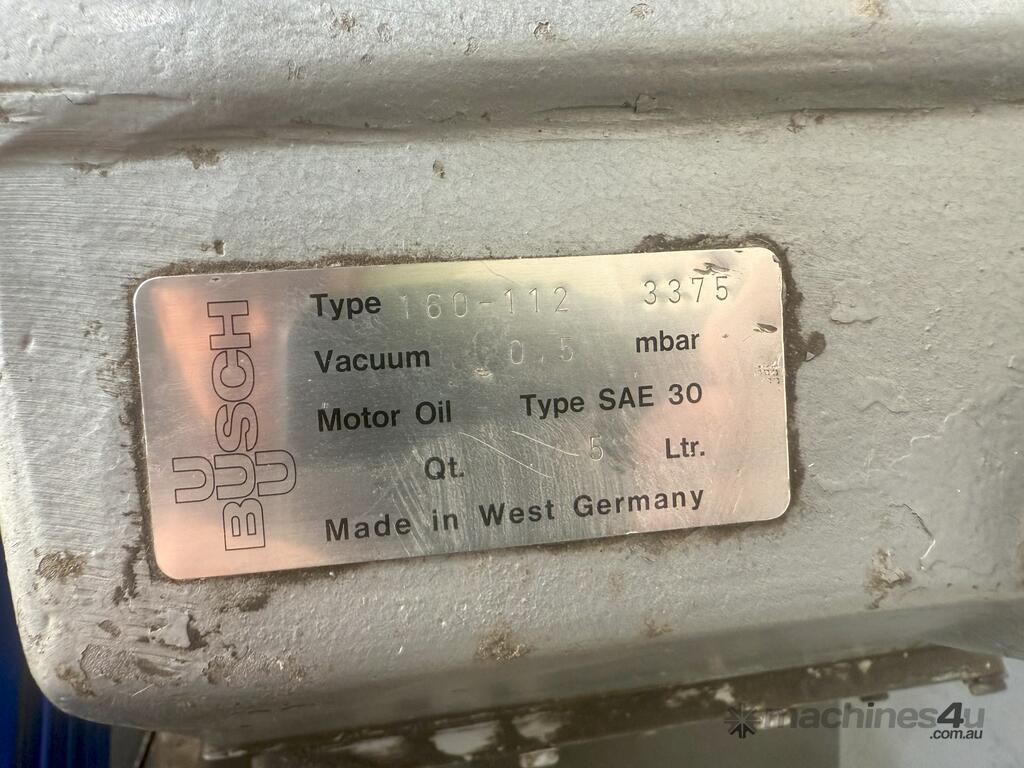 BUSCH
Type 160-112 3375
Vacuum 0,5 mbar
Motor Oil Type SAE 30
Qt. 5 Ltr.
Made in West Germany
machines4u
.com.au